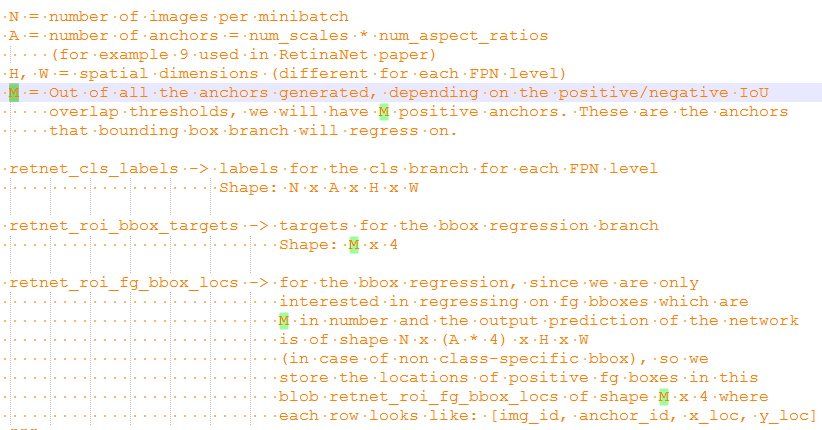 N = number of images per minibatch
A = number of anchors = num_scales * num_aspect_ratios
(for example 9 used in RetinaNet paper)
H, W = spatial dimensions (different for each FPN level)
M = Out of all the anchors generated, depending on the positive/negative IoU
overlap thresholds, we will have M positive anchors. These are the anchors
that bounding box branch will regress on.
retnet_cls_labels -> labels for the cls branch for each FPN level
Shape: N x A x H x W
retnet_roi_bbox_targets -> targets for the bbox regression branch
Shape: M x 4
retnet_roi_fg_bbox_locs -> for the bbox regression, since we are only
interested in regressing on fg bboxes which are
M in number and the output prediction of the network
is of shape N x (A * 4) x H x W
(in case of non class-specific bbox), so we
store the locations of positive fg boxes in this
blob retnet_roi_fg_bbox_locs of shape M x 4 where
each row looks like: [img_id, anchor_id, x_loc, y_loc]